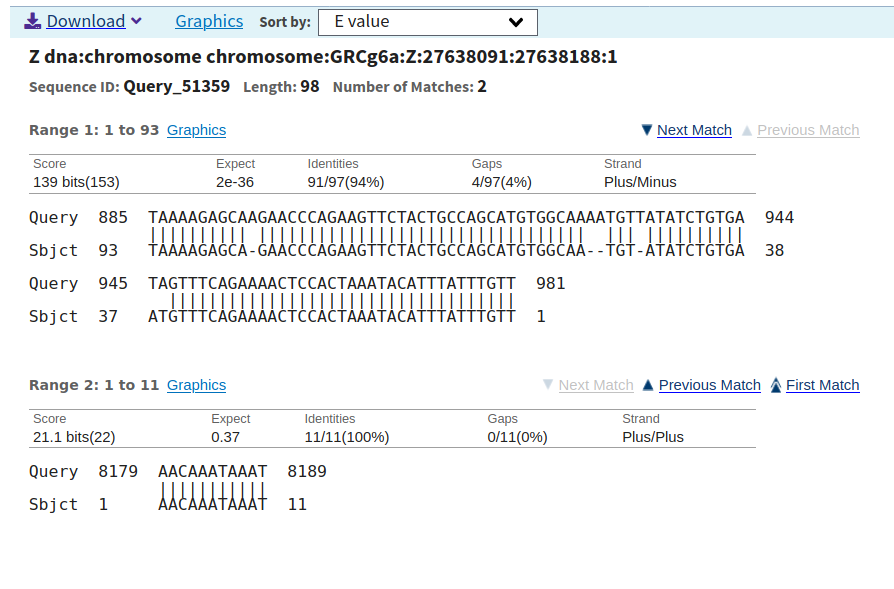 Download Graphics Sort by: E value
Z dna:chromosome chromosome:GRCg6a:Z:27638091:27638188:1
Sequence ID: Query_51359 Length: 98 Number of Matches: 2
Range 1: 1 to 93 Graphics Next Match Previous Match
Score Expect Identities Gaps Strand
139 bits(153) 2e-36 91/97(94%) 4/97(4%) Plus/Minus
Query 885 TAAAAGAGCAAGAACCCAGAAGTTCTACTGCCAGCATGTGGCAAAATGTTATATCTGTGA 944
Sbjct 93 TAAAAGAGCA-GAACCCAGAAGTTCTACTGCCAGCATGTGGCAA--TGT-ATATCTGTGA 38
Query 945 TAGTTTCAGAAAACTCCACTAAATACATTTATTTGTT 981
Sbjct 37 ATGTTTCAGAAAACTCCACTAAATACATTTATTTGTT 1
Range 2: 1 to 11 Graphics Next Match Previous Match First Match
Score Expect Identities Gaps Strand
21.1 bits(22) 0.37 11/11(100%) 0/11(0%) Plus/Plus
Query 8179 AACAAATAAAT 8189
Sbjct 1 AACAAATAAAT 11